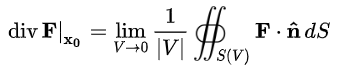 div F|ₓ₀ = lim_{V→0} 1/|V| ∯_{S(V)} F · n̂ dS